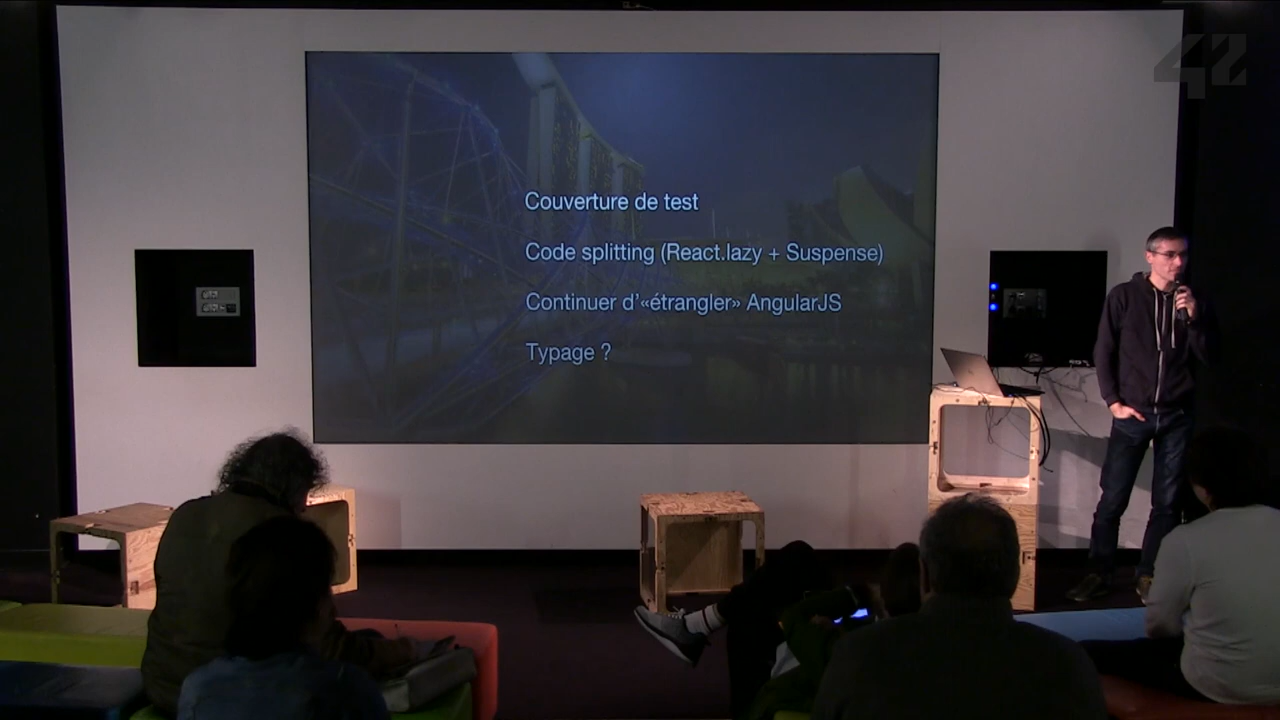 42
Couverture de test
Code splitting (React.lazy + Suspense)
Continuer d'«étrangler» AngularJS
Typage ?